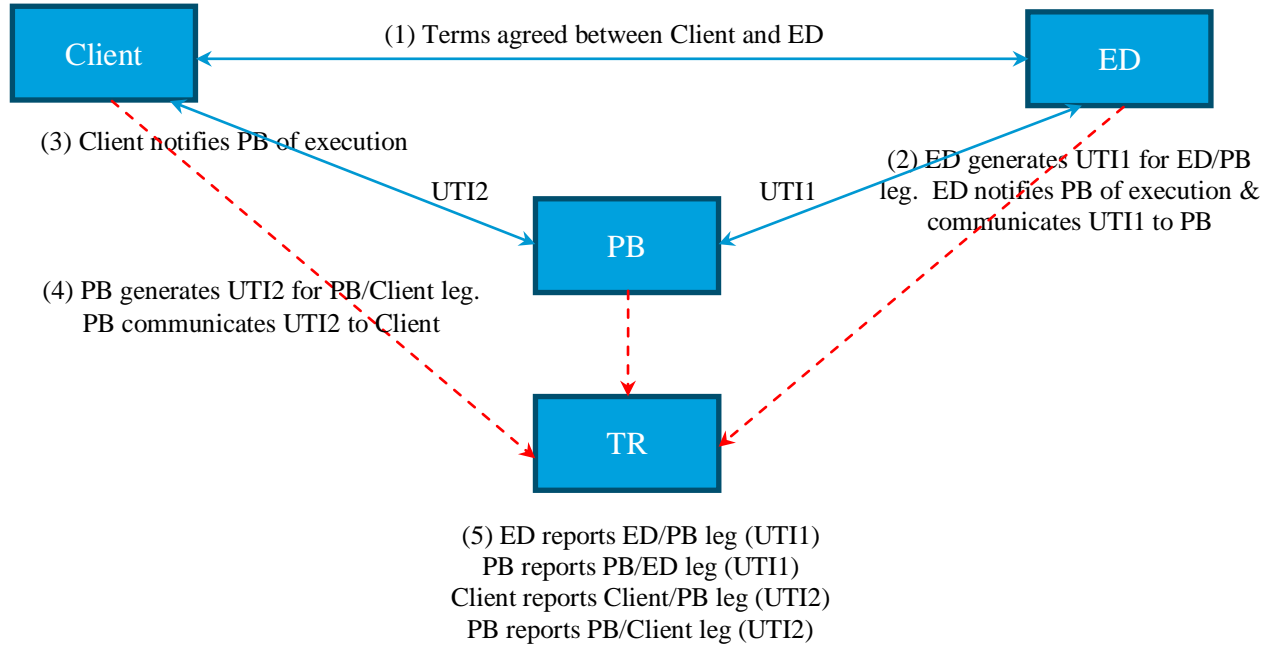 (1) Terms agreed between Client and ED
Client
ED
(3) Client notifies PB of execution
(2) ED generates UTI1 for ED/PB
leg.  ED notifies PB of execution &
communicates UTI1 to PB
UTI2
UTI1
PB
(4) PB generates UTI2 for PB/Client leg.
PB communicates UTI2 to Client
TR
(5) ED reports ED/PB leg (UTI1)
PB reports PB/ED leg (UTI1)
Client reports Client/PB leg (UTI2)
PB reports PB/Client leg (UTI2)